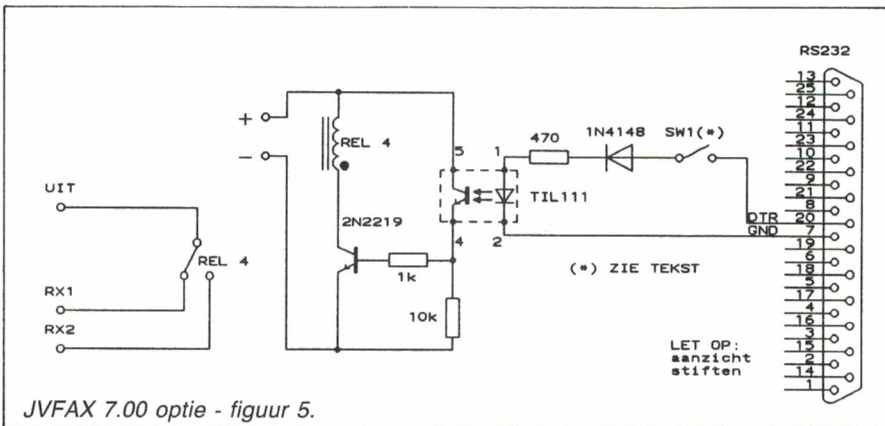 RS232
13
25
12
24
11
23
10
22
9
21
8
20
7
19
6
18
5
17
4
16
3
15
2
14
1
DTR
GND
+
-
REL 4
5
1
470
1N4148
SW1(*)
TIL111
4
2
2N2219
1k
10k
UIT
REL 4
RX1
RX2
(*) ZIE TEKST
LET OP:
aanzicht
stiften
JVFAX 7.00 optie - figuur 5.